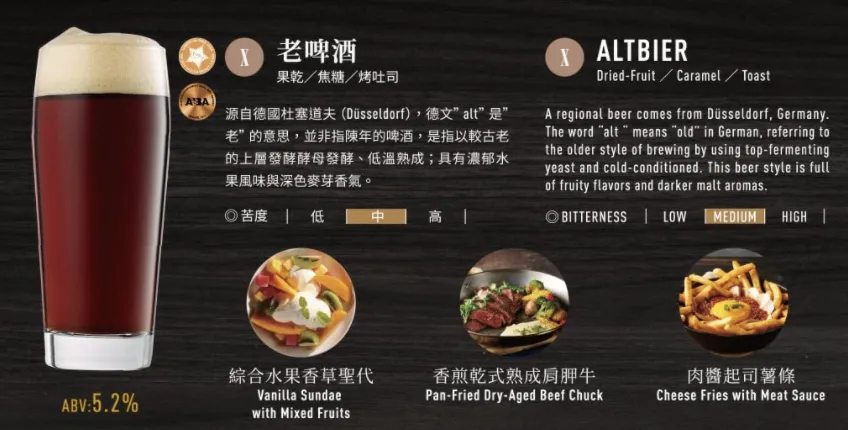 X
老啤酒
果乾／焦糖／烤吐司
源自德國杜塞道夫 (Düsseldorf)，德文" alt" 是"
老" 的意思，並非指陳年的啤酒，是指以較古老
的上層發酵酵母發酵、低溫熟成；具有濃郁水
果風味與深色麥芽香氣。
◎苦度 | 低 中 高 |
X
ALTBIER
Dried-Fruit ／ Caramel ／ Toast
A regional beer comes from Düsseldorf, Germany.
The word "alt " means "old" in German, referring to
the older style of brewing by using top-fermenting
yeast and cold-conditioned. This beer style is full
of fruity flavors and darker malt aromas.
◎BITTERNESS | LOW MEDIUM HIGH |
ABV:5.2%
綜合水果香草聖代
Vanilla Sundae
with Mixed Fruits
香煎乾式熟成肩胛牛
Pan-Fried Dry-Aged Beef Chuck
肉醬起司薯條
Cheese Fries with Meat Sauce